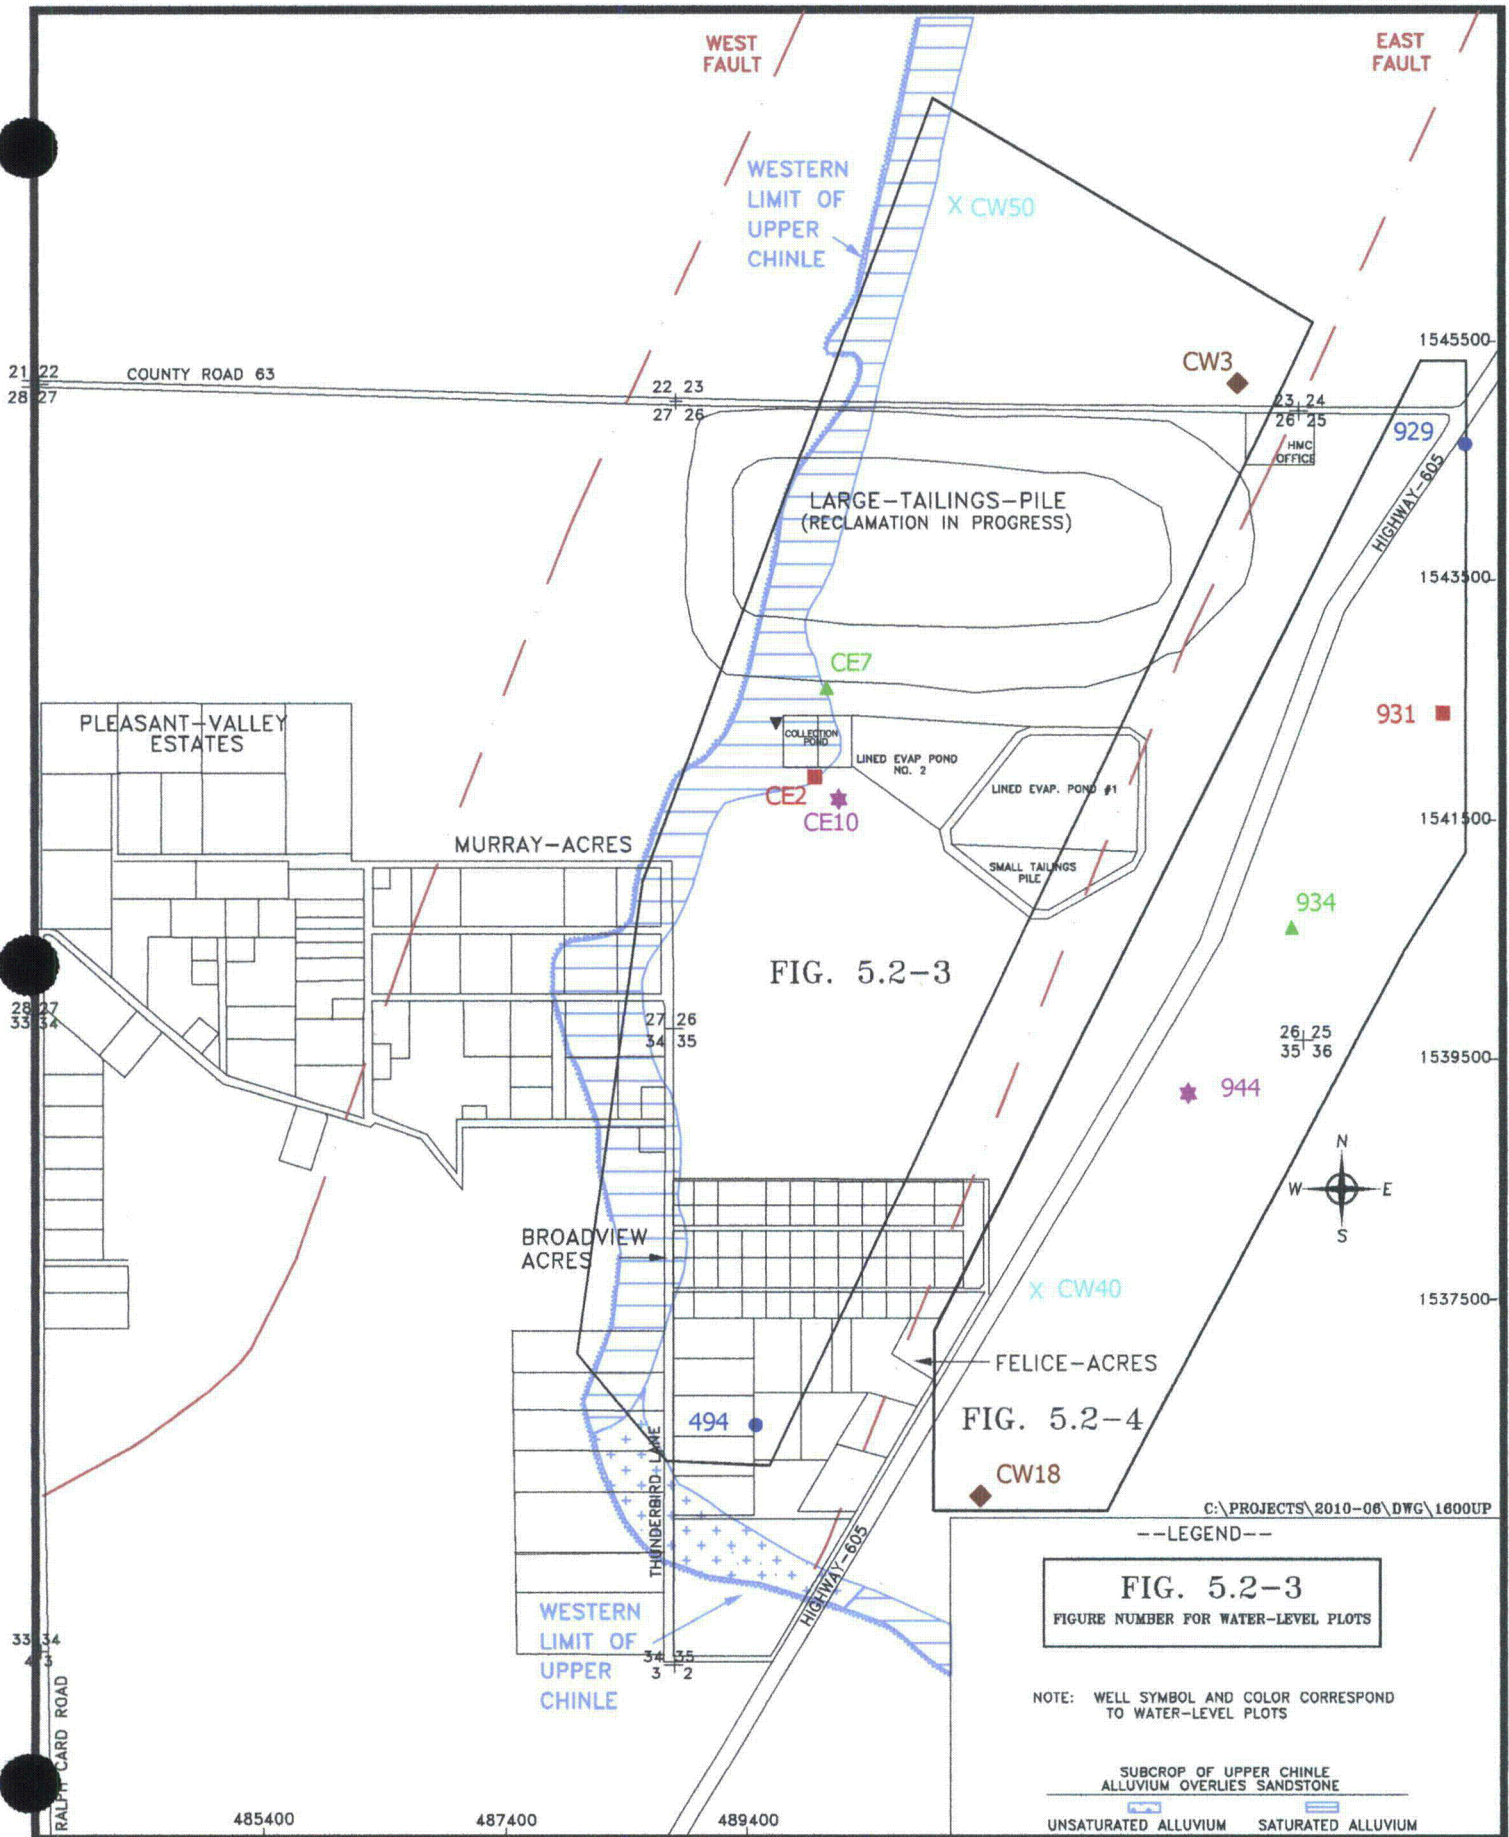 WEST
FAULT
EAST
FAULT
WESTERN
LIMIT OF
UPPER
CHINLE
X CW50
1545500
CW3
21 22
28 27
COUNTY ROAD 63
22 23
27 26
23 24
26 25
HMC
OFFICE
929
HIGHWAY-605
LARGE-TAILINGS-PILE
(RECLAMATION IN PROGRESS)
1543500
CE7
931
PLEASANT-VALLEY
ESTATES
COLLECTION
POND
LINED EVAP POND
NO. 2
LINED EVAP. POND #1
CE2
CE10
1541500
MURRAY-ACRES
SMALL TAILINGS
PILE
934
FIG. 5.2-3
28 27
33 34
27 26
34 35
26 25
35 36
1539500
944
N
W E
S
BROADVIEW
ACRES
X CW40
1537500
FELICE-ACRES
494
FIG. 5.2-4
THUNDERBIRD LANE
CW18
C:\PROJECTS\2010-06\DWG\1600UP
--LEGEND--
FIG. 5.2-3
FIGURE NUMBER FOR WATER-LEVEL PLOTS
HIGHWAY-605
WESTERN
LIMIT OF
UPPER
CHINLE
33 34
4 3
34 35
3 2
RALPH CARD ROAD
NOTE: WELL SYMBOL AND COLOR CORRESPOND
TO WATER-LEVEL PLOTS
SUBCROP OF UPPER CHINLE
ALLUVIUM OVERLIES SANDSTONE
UNSATURATED ALLUVIUM SATURATED ALLUVIUM
485400 487400 489400